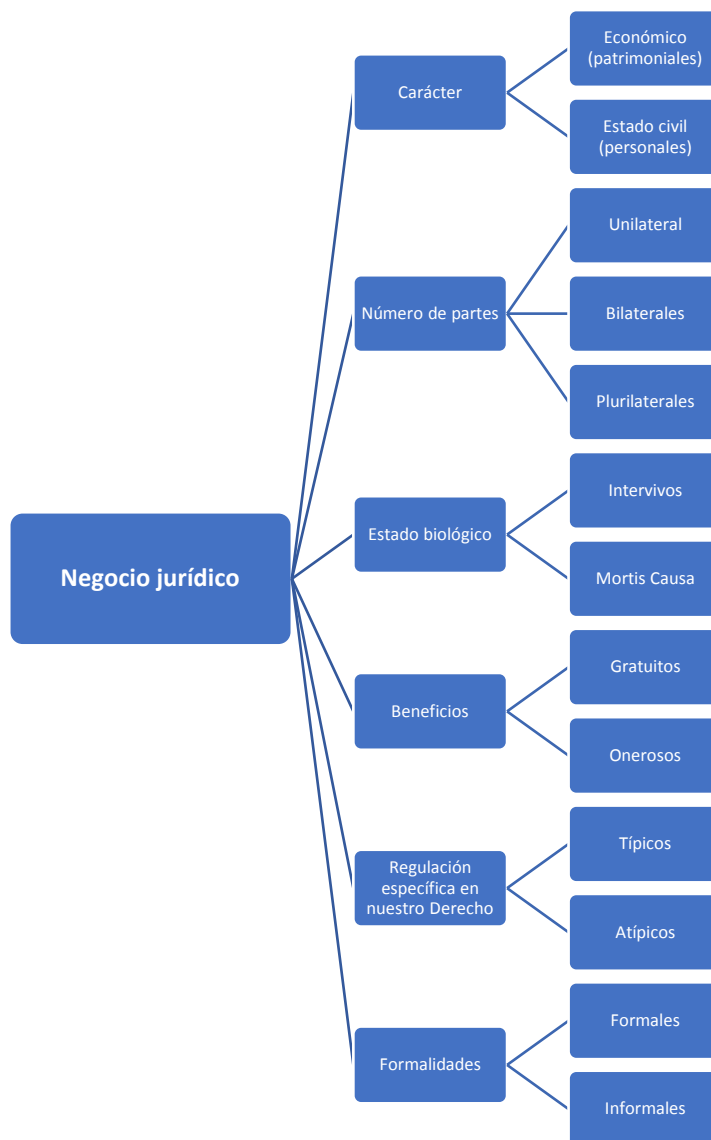 Económico
(patrimoniales)
Carácter
Estado civil
(personales)
Unilateral
Número de partes
Bilaterales
Plurilaterales
Intervivos
Estado biológico
Mortis Causa
Negocio jurídico
Gratuitos
Beneficios
Onerosos
Típicos
Regulación
específica en
nuestro Derecho
Atípicos
Formales
Formalidades
Informales